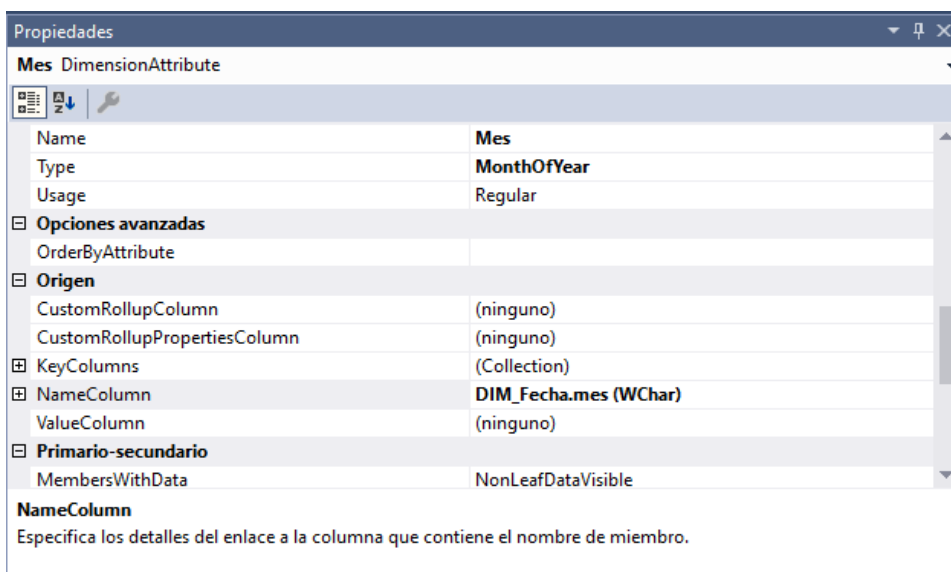 Propiedades
Mes DimensionAttribute
Name Mes
Type MonthOfYear
Usage Regular
Opciones avanzadas
OrderByAttribute
Origen
CustomRollupColumn (ninguno)
CustomRollupPropertiesColumn (ninguno)
KeyColumns (Collection)
NameColumn DIM_Fecha.mes (WChar)
ValueColumn (ninguno)
Primario-secundario
MembersWithData NonLeafDataVisible
NameColumn
Especifica los detalles del enlace a la columna que contiene el nombre de miembro.